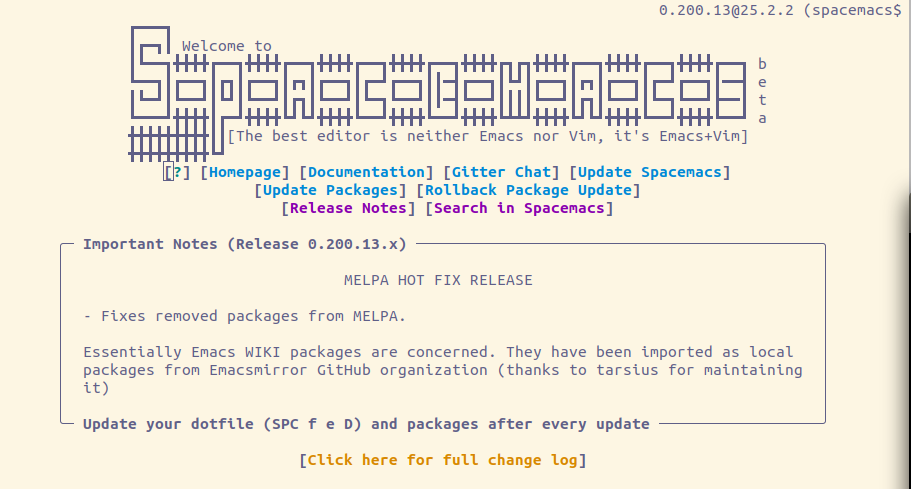 0.200.13@25.2.2 (spacemacs$
Welcome to
SPACEMACS
b
e
t
a
[The best editor is neither Emacs nor Vim, it's Emacs+Vim]
[?] [Homepage] [Documentation] [Gitter Chat] [Update Spacemacs]
[Update Packages] [Rollback Package Update]
[Release Notes] [Search in Spacemacs]
Important Notes (Release 0.200.13.x)
MELPA HOT FIX RELEASE
- Fixes removed packages from MELPA.
Essentially Emacs WIKI packages are concerned. They have been imported as local
packages from Emacsmirror GitHub organization (thanks to tarsius for maintaining
it)
Update your dotfile (SPC f e D) and packages after every update
[Click here for full change log]